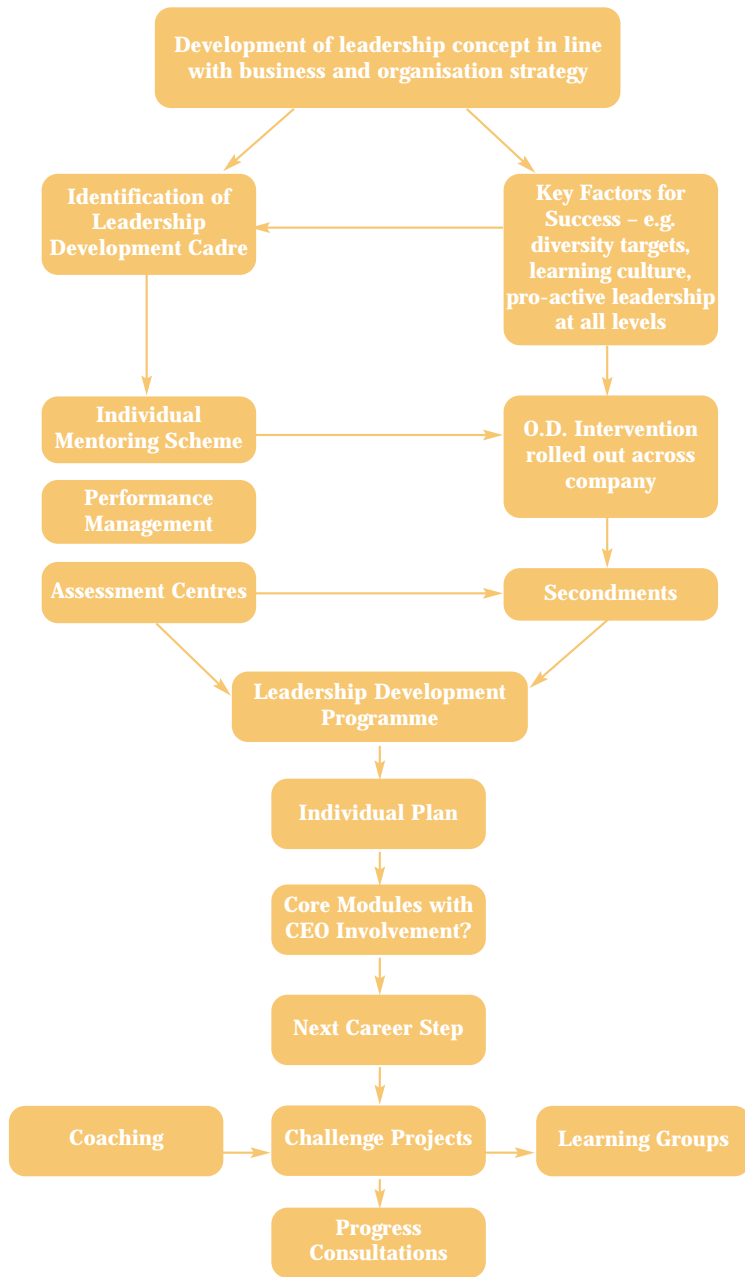 Development of leadership concept in line
with business and organisation strategy
Identification of
Leadership
Development Cadre
Key Factors for
Success – e.g.
diversity targets,
learning culture,
pro-active leadership
at all levels
Individual
Mentoring Scheme
O.D. Intervention
rolled out across
company
Performance
Management
Assessment Centres
Secondments
Leadership Development
Programme
Individual Plan
Core Modules with
CEO Involvement?
Next Career Step
Coaching
Challenge Projects
Learning Groups
Progress
Consultations